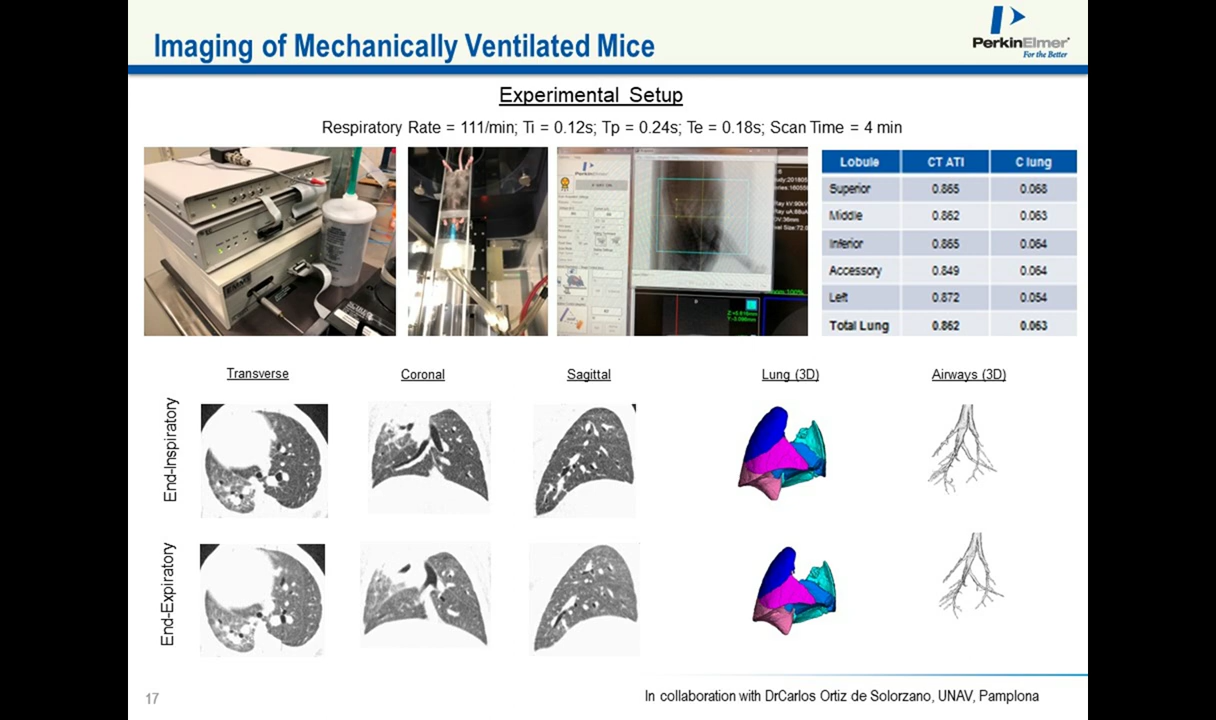 Imaging of Mechanically Ventilated Mice
PerkinElmer
For the Better
Experimental Setup
Respiratory Rate = 111/min; Ti = 0.12s; Tp = 0.24s; Te = 0.18s; Scan Time = 4 min
Lobule CT ATI C lung
Superior 0.865 0.068
Middle 0.862 0.063
Inferior 0.865 0.064
Accessory 0.849 0.064
Left 0.872 0.054
Total Lung 0.862 0.063
PerkinElmer
Transverse Coronal Sagittal Lung (3D) Airways (3D)
End-Inspiratory
End-Expiratory
17
In collaboration with DrCarlos Ortiz de Solorzano, UNAV, Pamplona